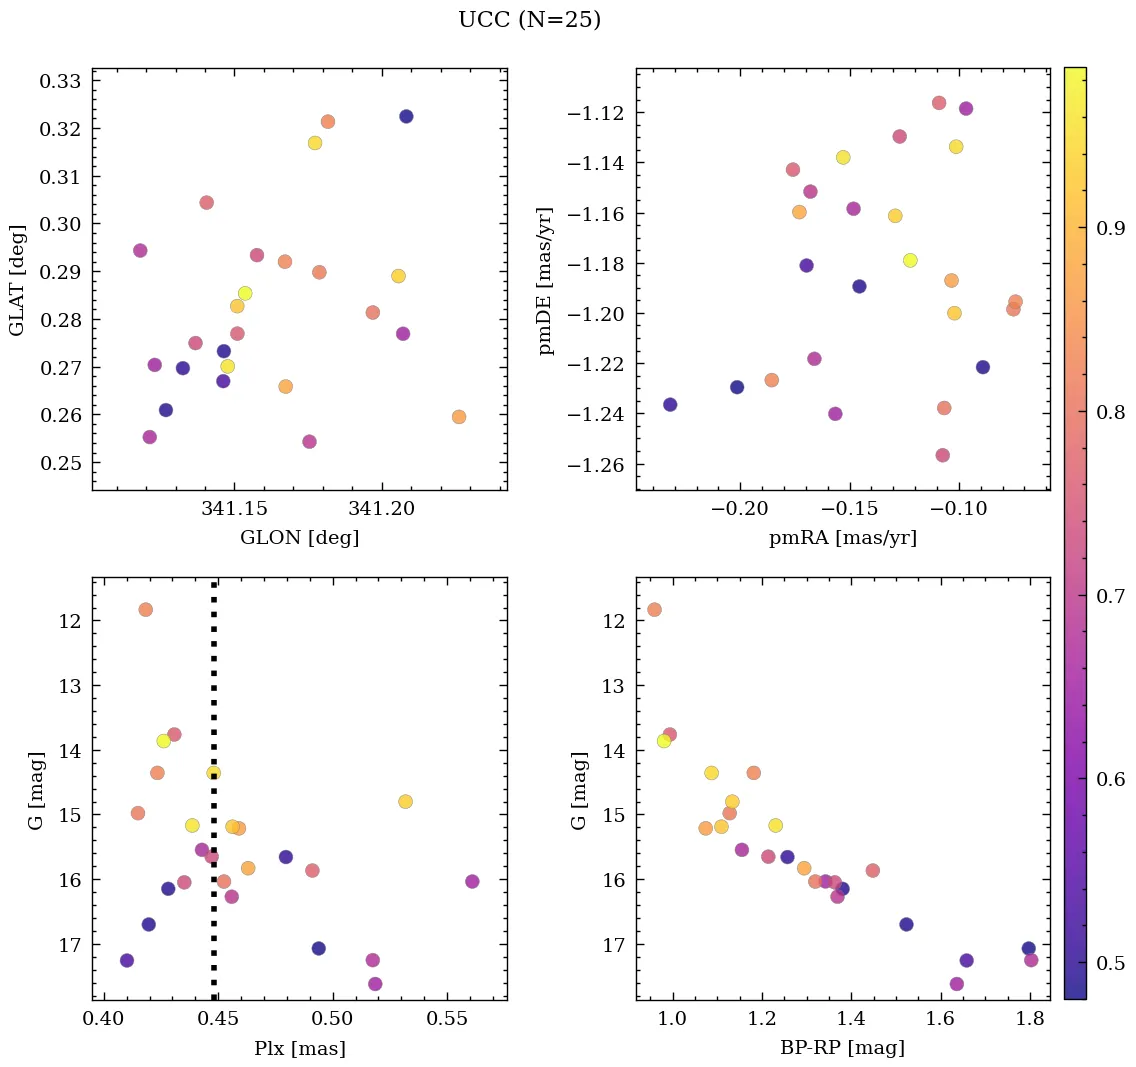 UCC (N=25)
0.33
0.32
0.31
0.30
0.29
0.28
0.27
0.26
0.25
GLAT [deg]
341.15 341.20
GLON [deg]
−1.12
−1.14
−1.16
−1.18
−1.20
−1.22
−1.24
−1.26
pmDE [mas/yr]
−0.20 −0.15 −0.10
pmRA [mas/yr]
0.9
0.8
0.7
0.6
0.5
12
13
14
15
16
17
G [mag]
0.40 0.45 0.50 0.55
Plx [mas]
12
13
14
15
16
17
G [mag]
1.0 1.2 1.4 1.6 1.8
BP-RP [mag]